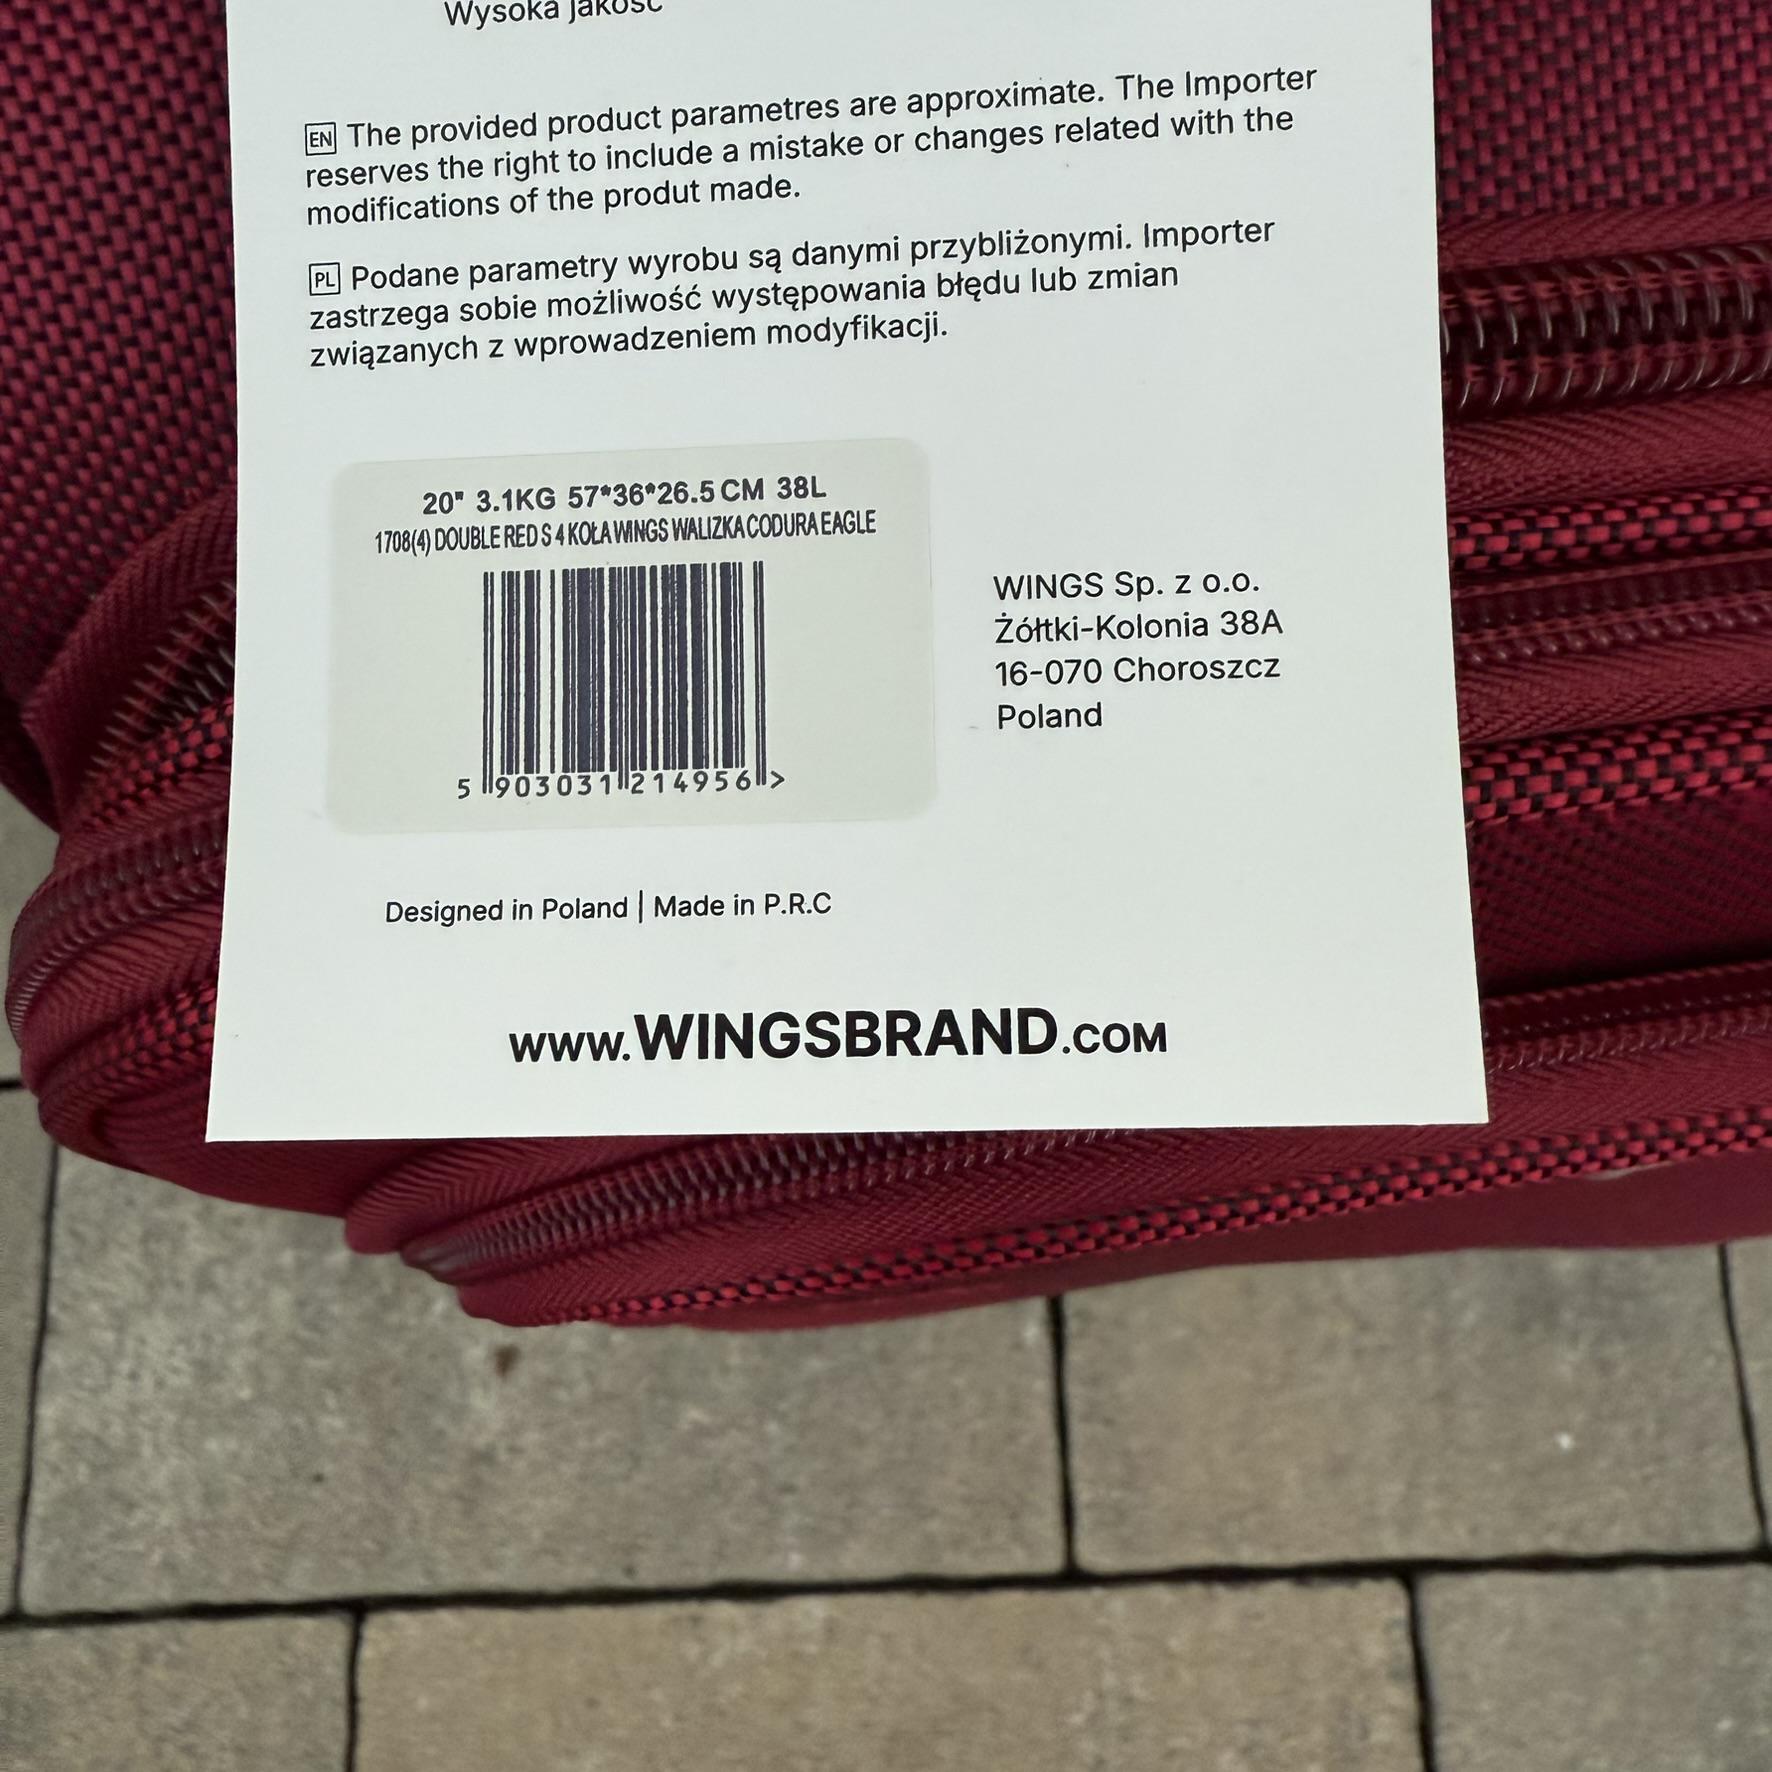 Wysoka jakość
EN The provided product parametres are approximate. The Importer
reserves the right to include a mistake or changes related with the
modifications of the produt made.
PL Podane parametry wyrobu są danymi przybliżonymi. Importer
zastrzega sobie możliwość występowania błędu lub zmian
związanych z wprowadzeniem modyfikacji.
20" 3.1KG 57*36*26.5 CM 38L
1708(4) DOUBLE RED S 4 KOŁA WINGS WALIZKA CODURA EAGLE
5 903031 214956 >
WINGS Sp. z o.o.
Żółtki-Kolonia 38A
16-070 Choroszcz
Poland
Designed in Poland | Made in P.R.C
www.WINGSBRAND.COM